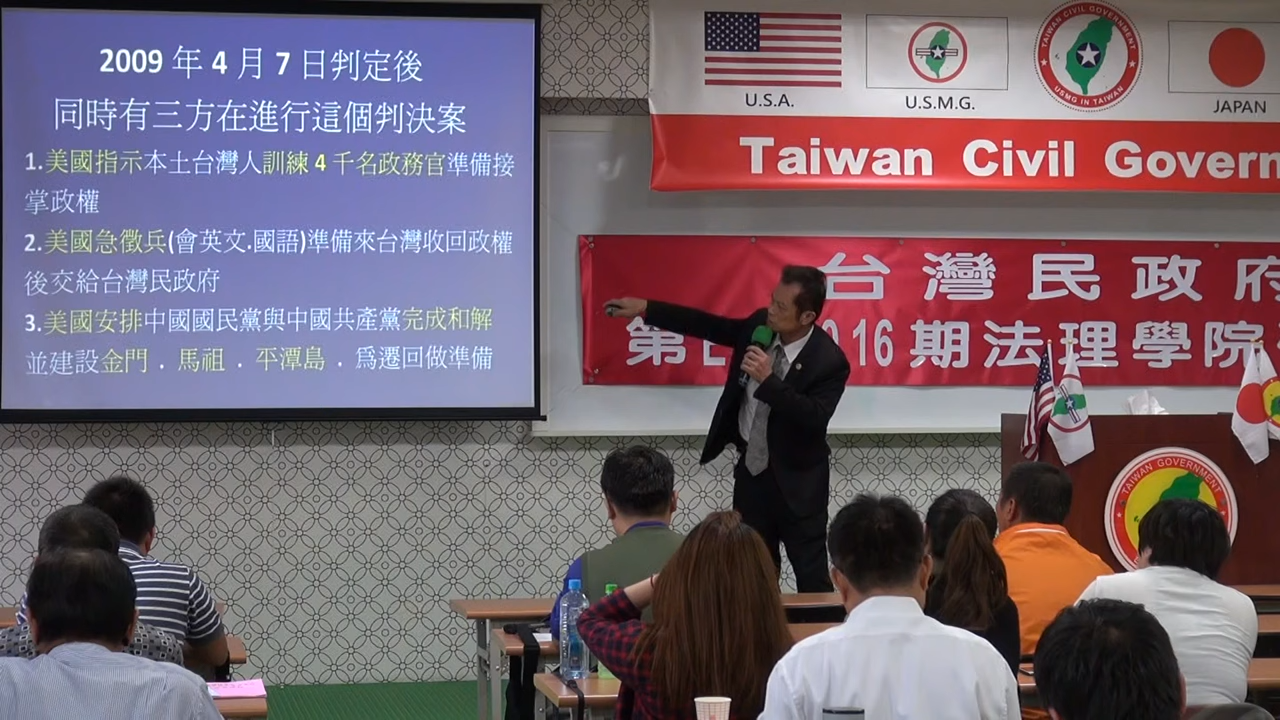 2009 年 4 月 7 日判定後
同時有三方在進行這個判決案
1.美國指示本土台灣人訓練 4 千名政務官準備接
掌政權
2.美國急徵兵(會英文.國語)準備來台灣收回政權
後交給台灣民政府
3.美國安排中國國民黨與中國共產黨完成和解
並建設金門 . 馬祖 . 平潭島 . 爲遷回做準備
TAIWAN CIVIL GOVERNMENT
USMG IN TAIWAN
U.S.A.
U.S.M.G.
JAPAN
Taiwan Civil Govern
台灣民政府
第 16 期法理學院
TAIWAN GOVERNMENT